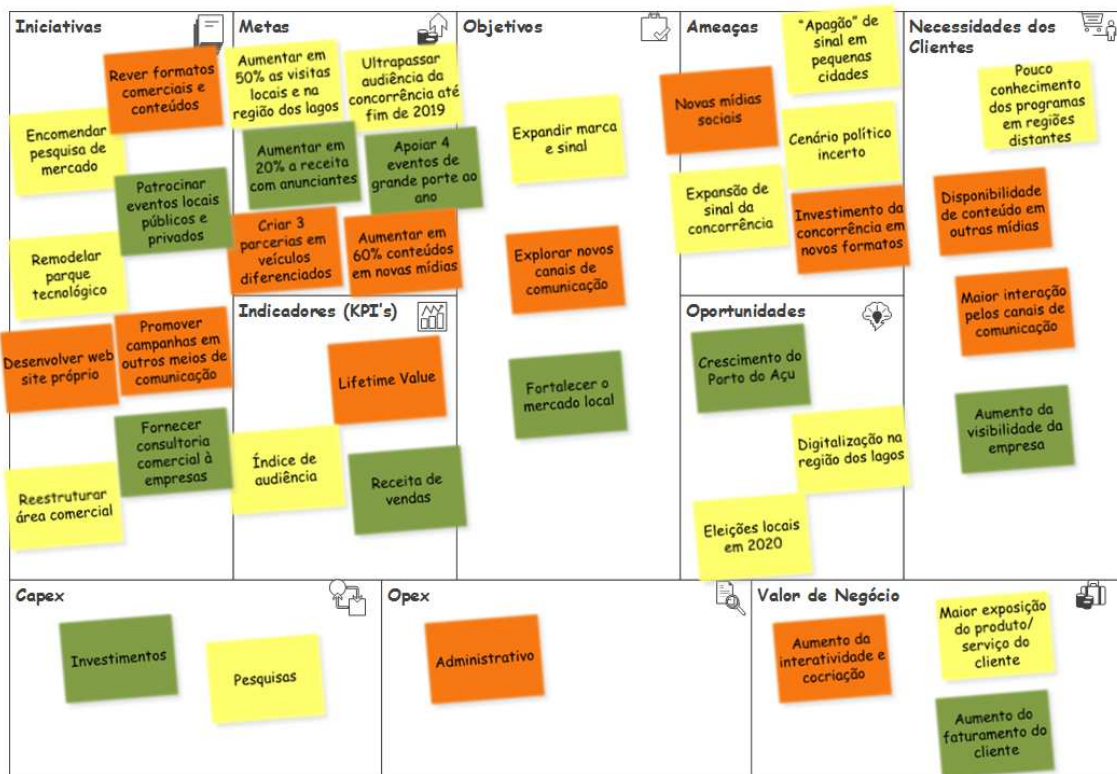 Iniciativas
Rever formatos
comerciais e
conteúdos
Encomendar
pesquisa de
mercado
Patrocinar
eventos locais
públicos e
privados
Remodelar
parque
tecnológico
Desenvolver web
site próprio
Promover
campanhas em
outros meios de
comunicação
Fornecer
consultoria
comercial à
empresas
Reestruturar
área comercial
Metas
Aumentar em
50% as visitas
locais e na
região dos lagos
Ultrapassar
audiência da
concorrência até
fim de 2019
Aumentar em
20% a receita
com anunciantes
Apoiar 4
eventos de
grande porte ao
ano
Criar 3
parcerias em
veículos
diferenciados
Aumentar em
60% conteúdos
em novas mídias
Indicadores (KPI's)
Lifetime Value
Índice de
audiência
Receita de
vendas
Objetivos
Expandir marca
e sinal
Explorar novos
canais de
comunicação
Fortalecer o
mercado local
Ameaças
"Apagão" de
sinal em
pequenas
cidades
Novas mídias
sociais
Cenário político
incerto
Expansão de
sinal da
concorrência
Investimento da
concorrência em
novos formatos
Oportunidades
Crescimento do
Porto do Açu
Digitalização na
região dos lagos
Eleições locais
em 2020
Necessidades dos
Clientes
Pouco
conhecimento
dos programas
em regiões
distantes
Disponibilidade
de conteúdo em
outras mídias
Maior interação
pelos canais de
comunicação
Aumento da
visibilidade da
empresa
Capex
Investimentos
Pesquisas
Opex
Administrativo
Valor de Negócio
Aumento da
interatividade e
cocriação
Maior exposição
do produto/
serviço do
cliente
Aumento do
faturamento do
cliente